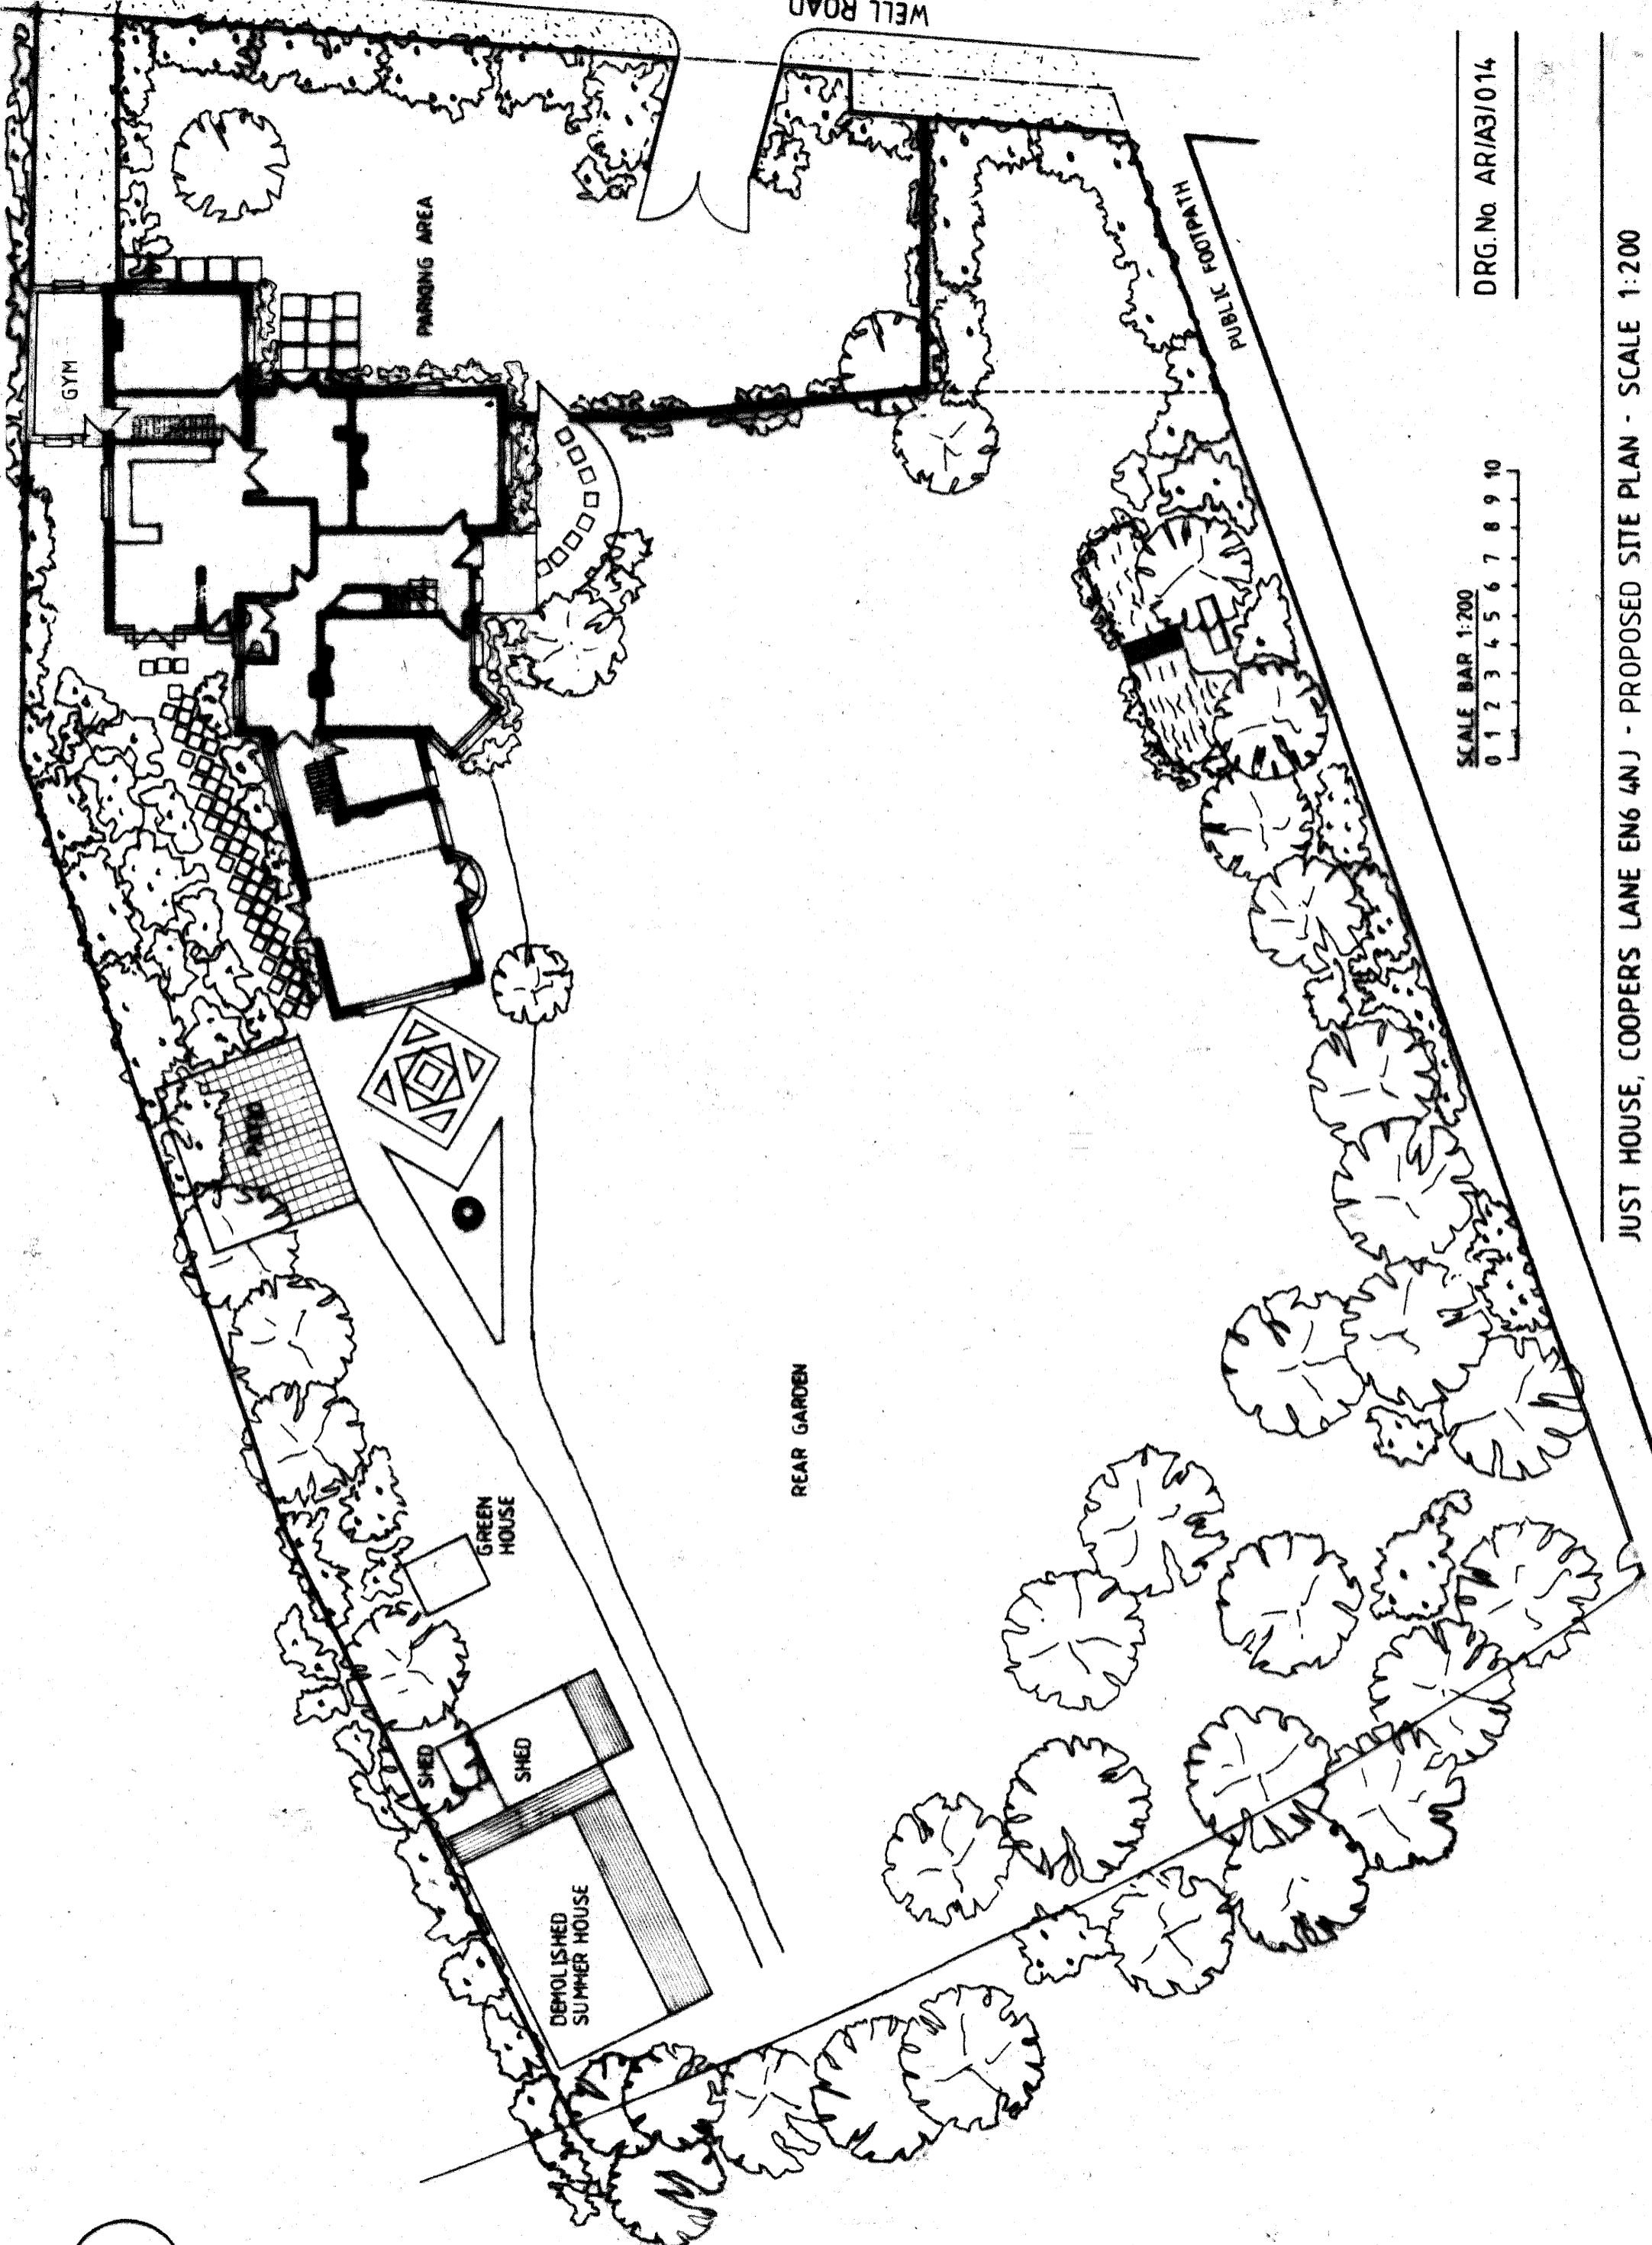 WELL ROAD
GYM
PARKING AREA
PUBLIC FOOTPATH
PATIO
GREEN
HOUSE
REAR GARDEN
SHED
SHED
DEMOLISHED
SUMMER HOUSE
SCALE BAR 1:200
0 1 2 3 4 5 6 7 8 9 10
DRG.No. AR/A3/014
JUST HOUSE, COOPERS LANE EN6 4NJ - PROPOSED SITE PLAN - SCALE 1:200